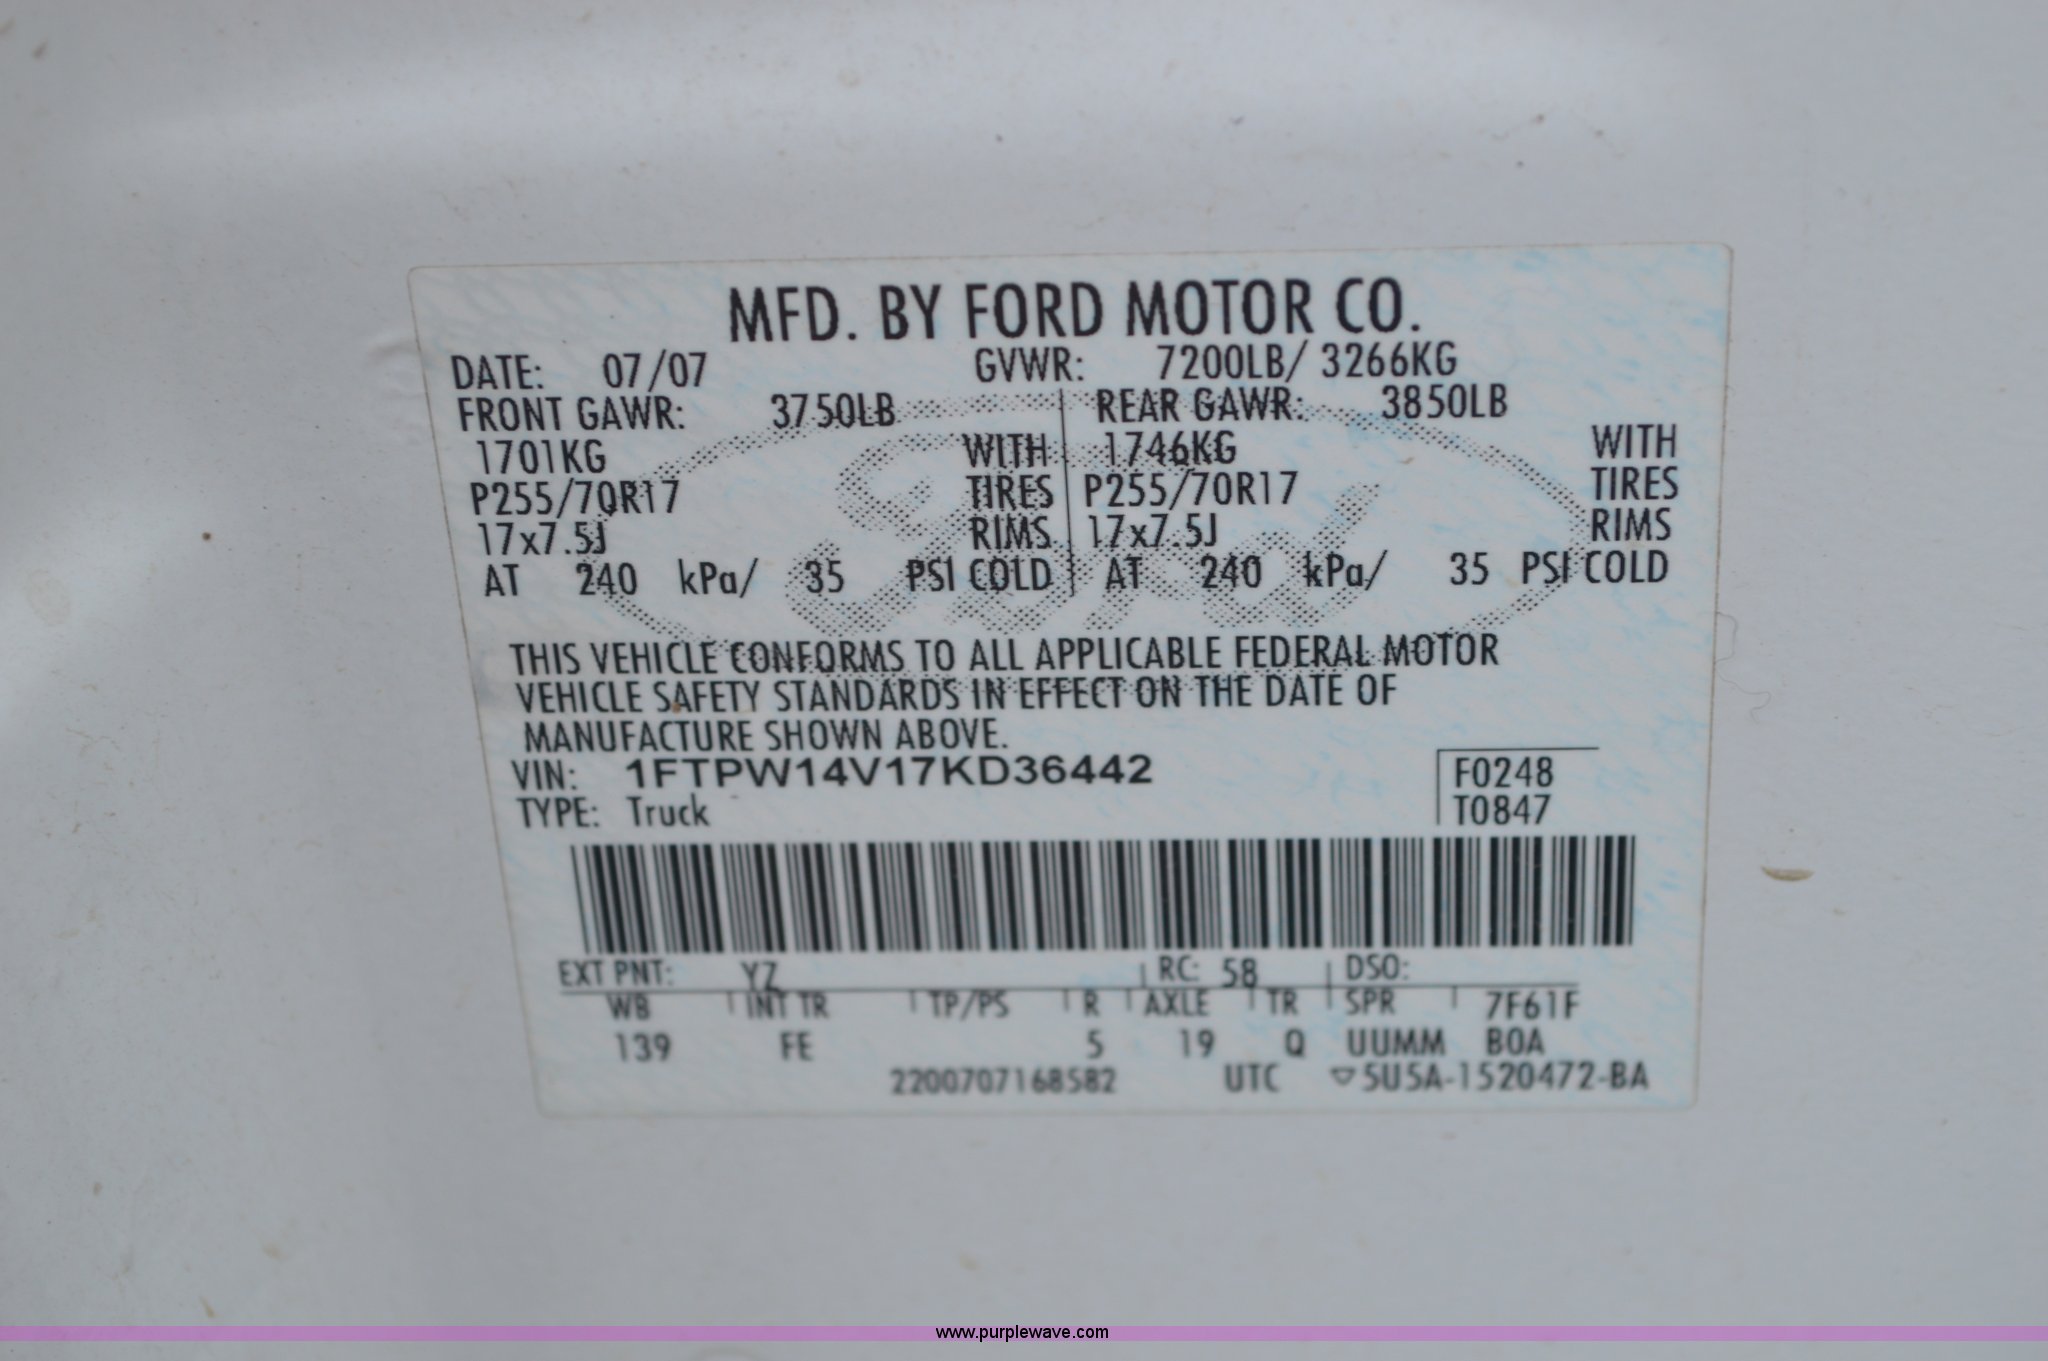 MFD. BY FORD MOTOR CO.
DATE: 07/07 GVWR: 7200LB/ 3266KG
FRONT GAWR: 3750LB REAR GAWR: 3850LB
1701KG WITH 1746KG WITH
P255/70R17 TIRES P255/70R17 TIRES
17x7.5J RIMS 17x7.5J RIMS
AT 240 kPa/ 35 PSI COLD AT 240 kPa/ 35 PSI COLD
Ford
THIS VEHICLE CONFORMS TO ALL APPLICABLE FEDERAL MOTOR
VEHICLE SAFETY STANDARDS IN EFFECT ON THE DATE OF
MANUFACTURE SHOWN ABOVE.
VIN: 1FTPW14V17KD36442 F0248
TYPE: Truck T0847
EXT PNT: YZ RC: 58 DSO:
WB INT TR TP/PS R AXLE TR SPR 7F61F
139 FE 5 19 Q UUMM BOA
2200707168582 UTC ▽5U5A-1520472-BA
www.purplewave.com